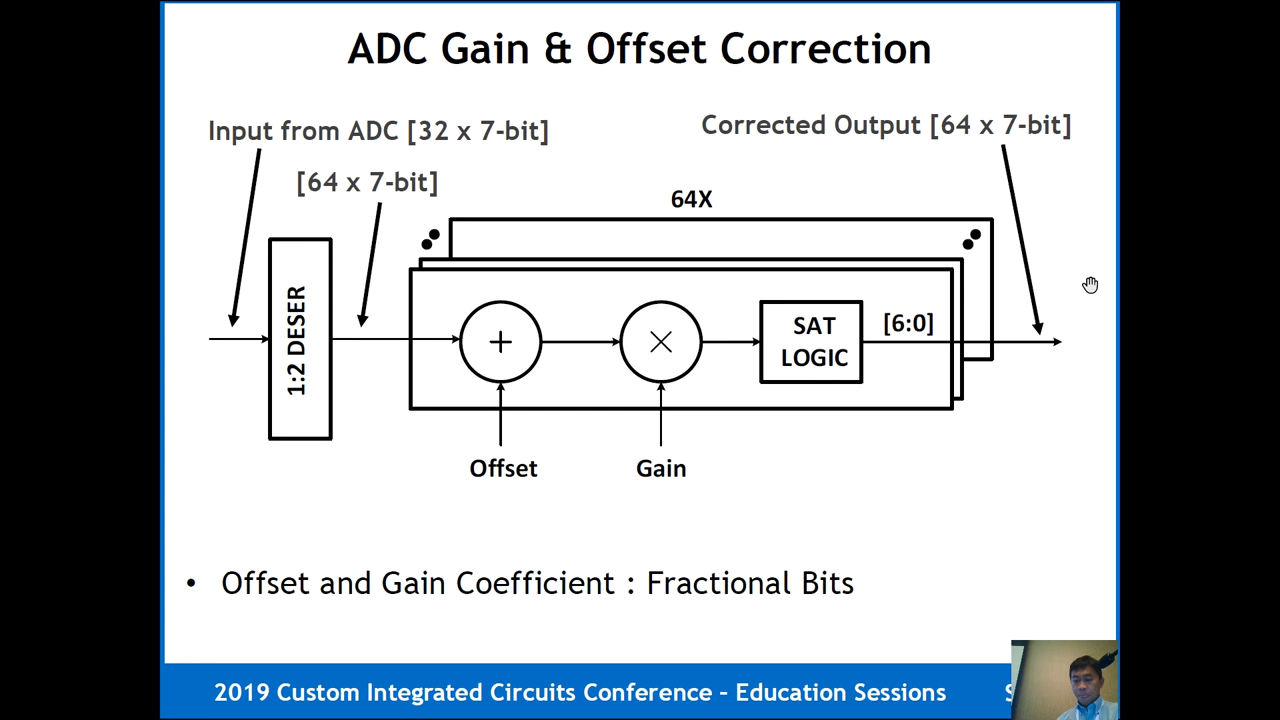 ADC Gain & Offset Correction
Input from ADC [32 x 7-bit]
Corrected Output [64 x 7-bit]
[64 x 7-bit]
64X
1:2 DESER
+
×
SAT
LOGIC
[6:0]
Offset
Gain
• Offset and Gain Coefficient : Fractional Bits
2019 Custom Integrated Circuits Conference – Education Sessions